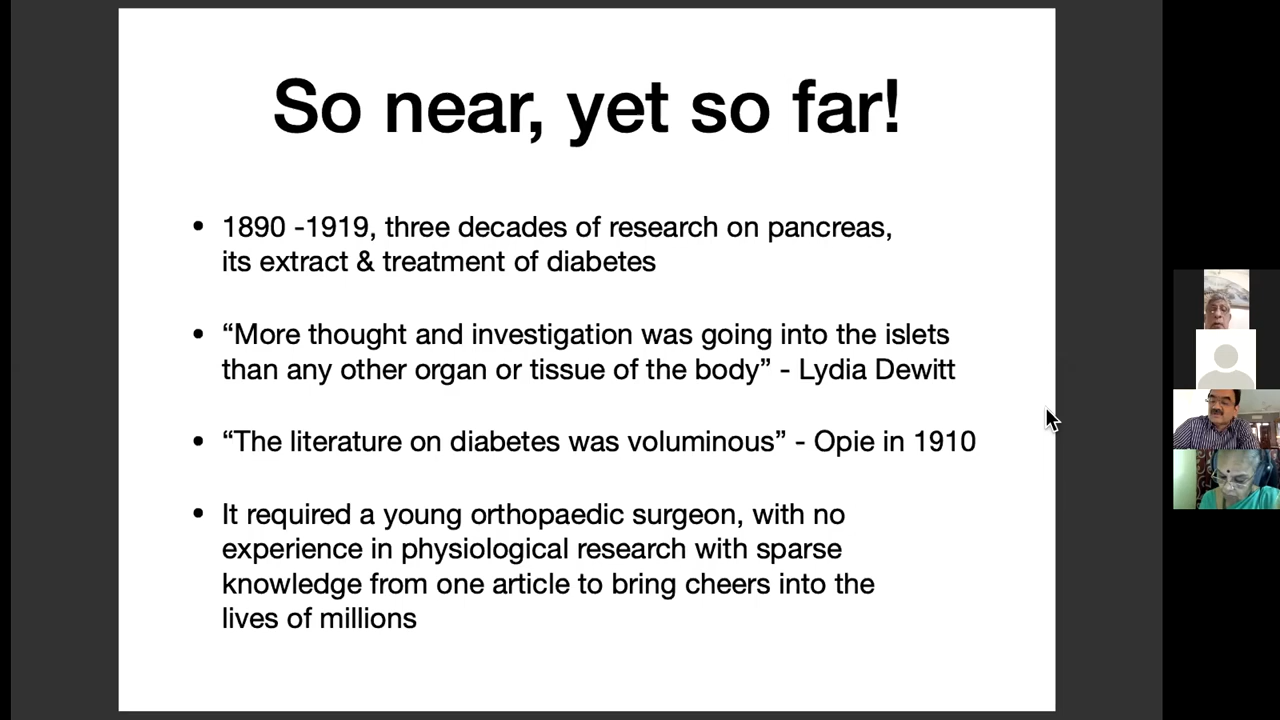 So near, yet so far!
• 1890 -1919, three decades of research on pancreas,
its extract & treatment of diabetes
• “More thought and investigation was going into the islets
than any other organ or tissue of the body” - Lydia Dewitt
• “The literature on diabetes was voluminous” - Opie in 1910
• It required a young orthopaedic surgeon, with no
experience in physiological research with sparse
knowledge from one article to bring cheers into the
lives of millions